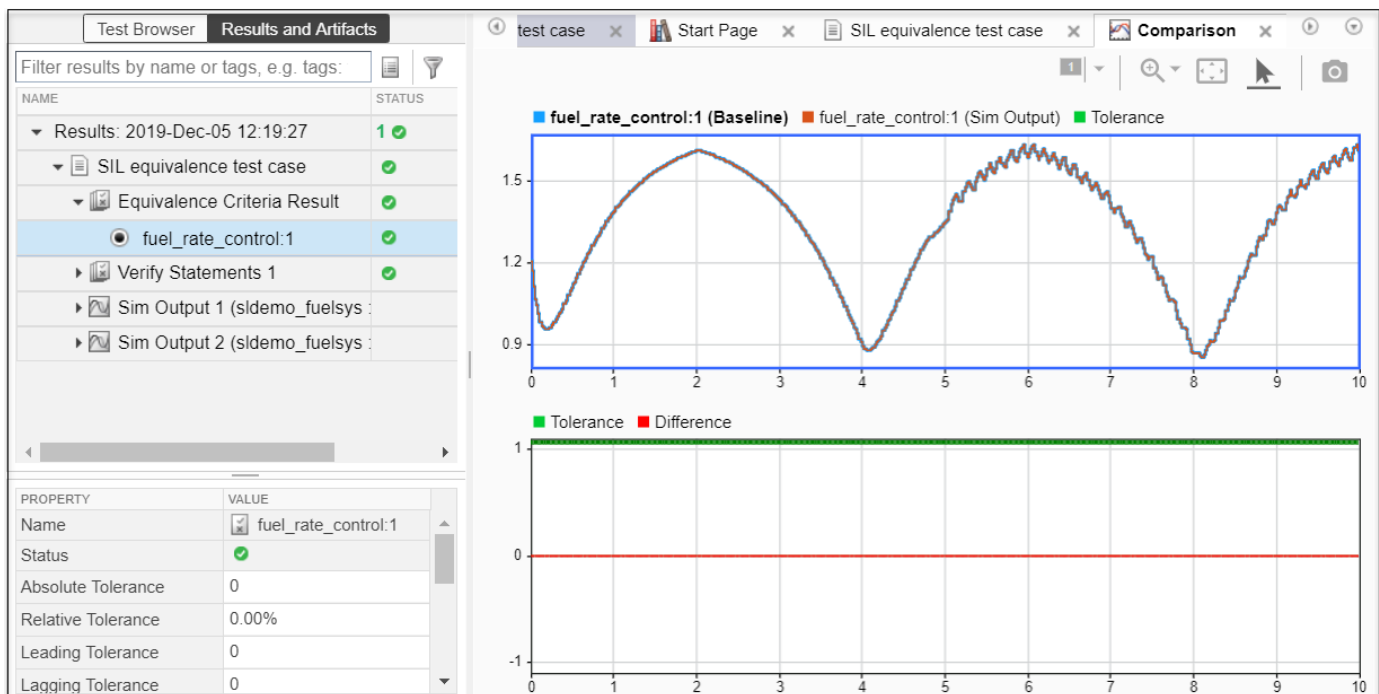 Test Browser
Results and Artifacts
Filter results by name or tags, e.g. tags:
NAME STATUS
Results: 2019-Dec-05 12:19:27 1
SIL equivalence test case
Equivalence Criteria Result
fuel_rate_control:1
Verify Statements 1
Sim Output 1 (sldemo_fuelsys :
Sim Output 2 (sldemo_fuelsys :
PROPERTY VALUE
Name fuel_rate_control:1
Status
Absolute Tolerance 0
Relative Tolerance 0.00%
Leading Tolerance 0
Lagging Tolerance 0
test case Start Page SIL equivalence test case Comparison
1
fuel_rate_control:1 (Baseline) fuel_rate_control:1 (Sim Output) Tolerance
1.5
1.2
0.9
0 1 2 3 4 5 6 7 8 9 10
Tolerance Difference
1
0
-1
0 1 2 3 4 5 6 7 8 9 10